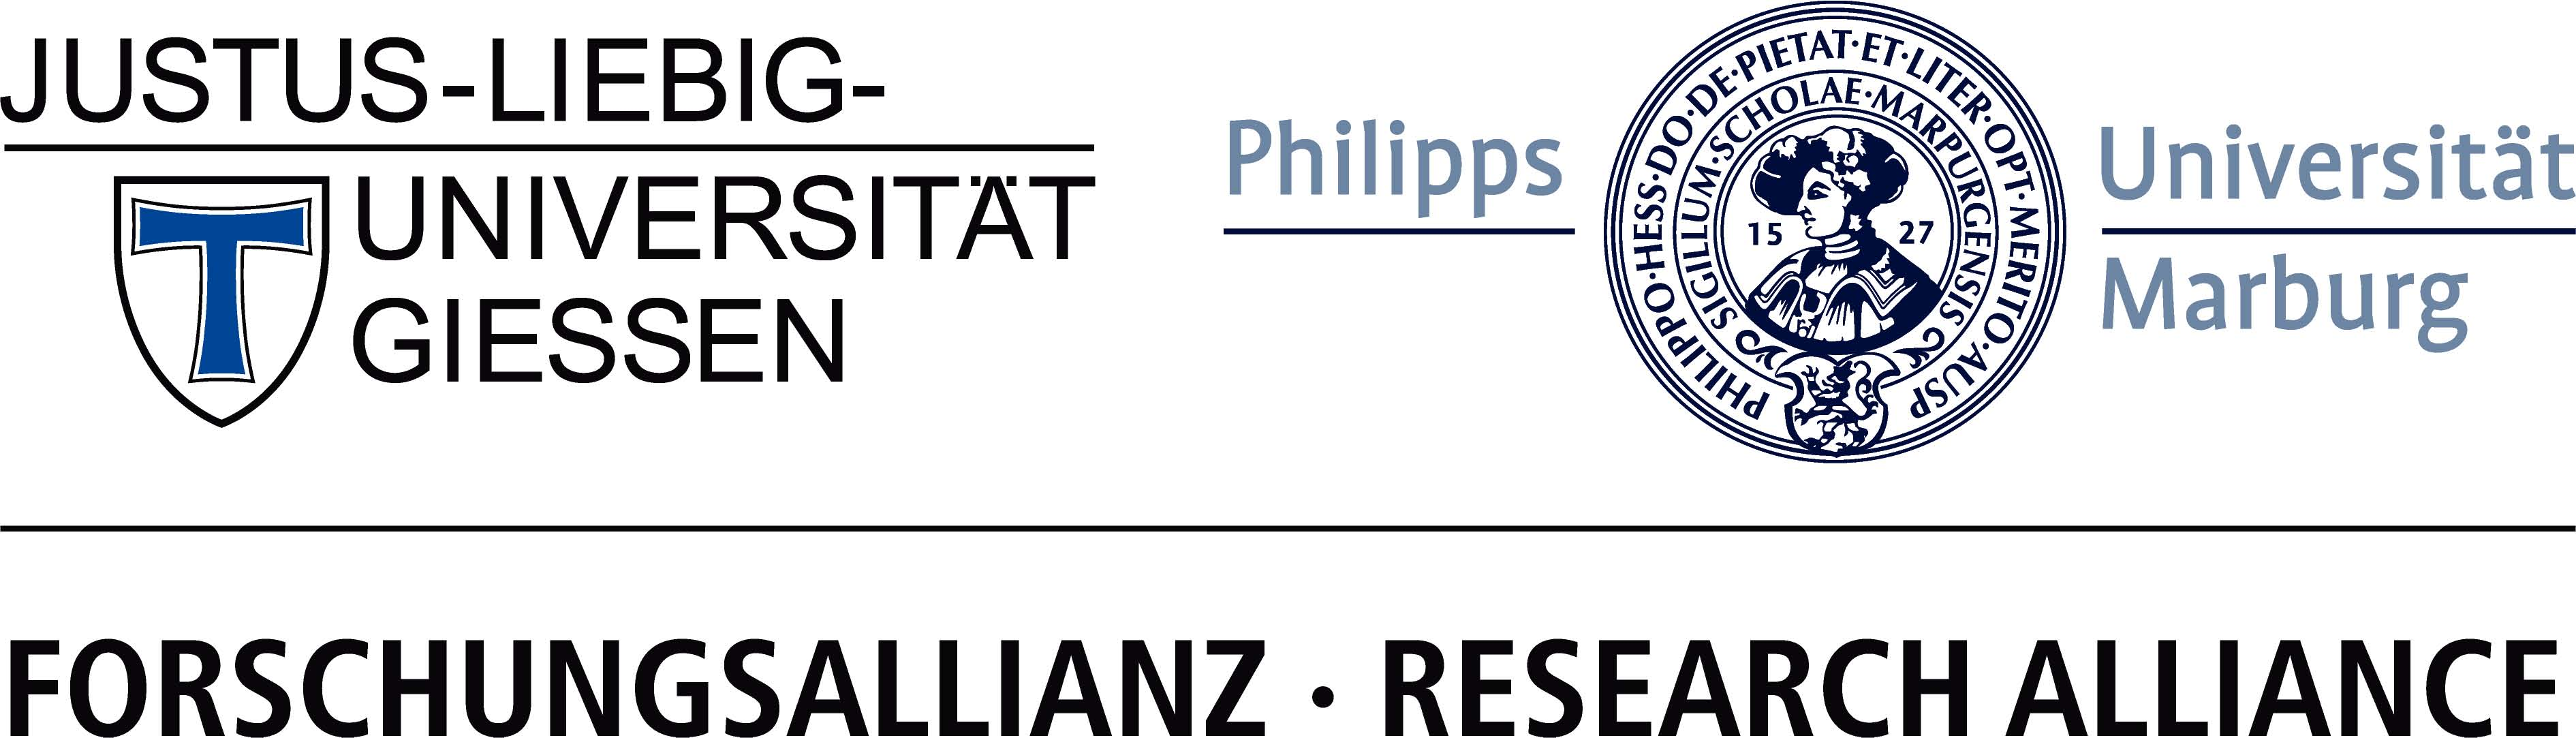 JUSTUS-LIEBIG-
UNIVERSITÄT
GIESSEN
Philipps
Universität
Marburg
PHILIPPO·HESS·DO·DE·PIETAT·ET·LITER·OPT·MERITO·AUSP
SIGILLUM·SCHOLAE·MARPURGENSIS
15 27
FORSCHUNGSALLIANZ · RESEARCH ALLIANCE